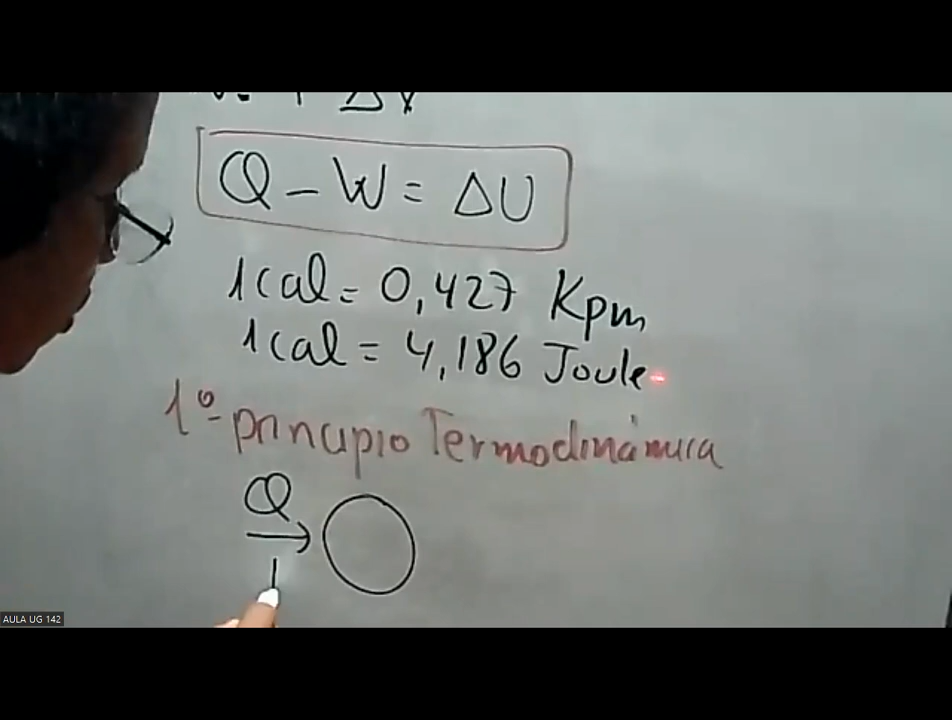 Q - W = ΔU
1cal = 0,427 Kpm
1cal = 4,186 Joule
1º principio Termodinámica
Q
AULA UG 142